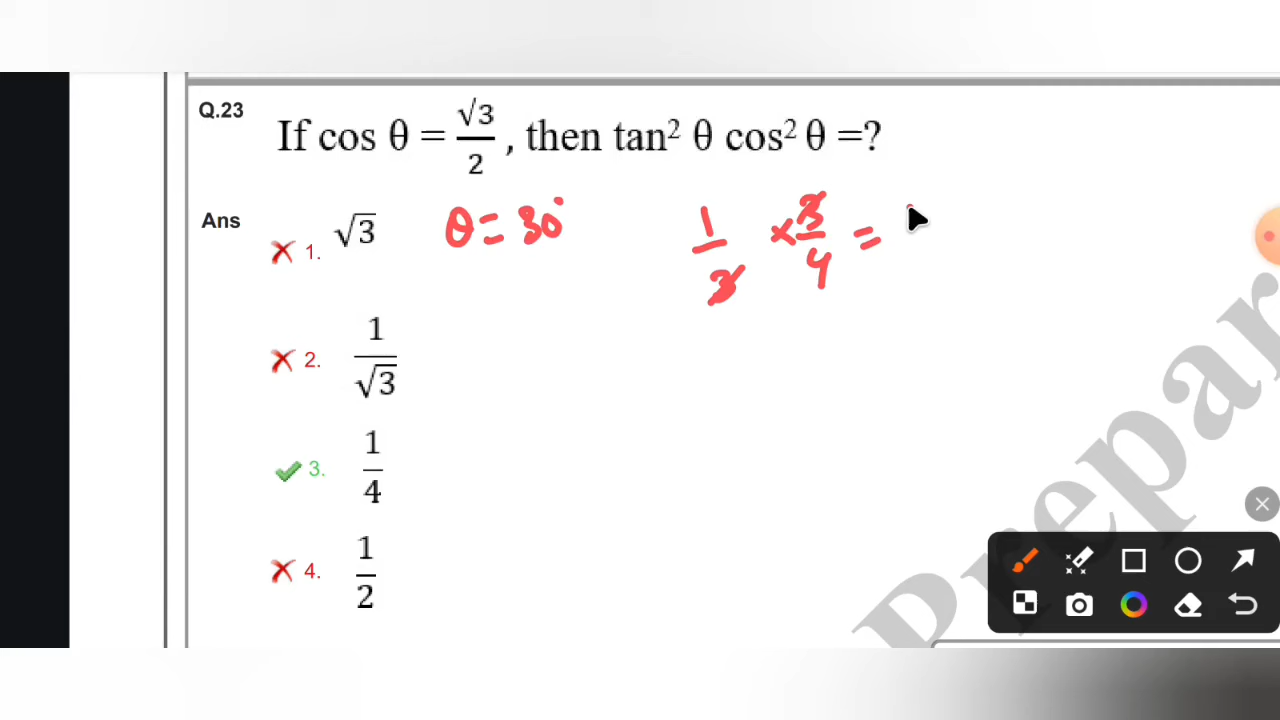 Q.23
If cos θ = √3/2, then tan² θ cos² θ =?
Ans
1. √3
θ = 30°
1/3 × 3/4 =
2. 1/√3
3. 1/4
4. 1/2
Prepar